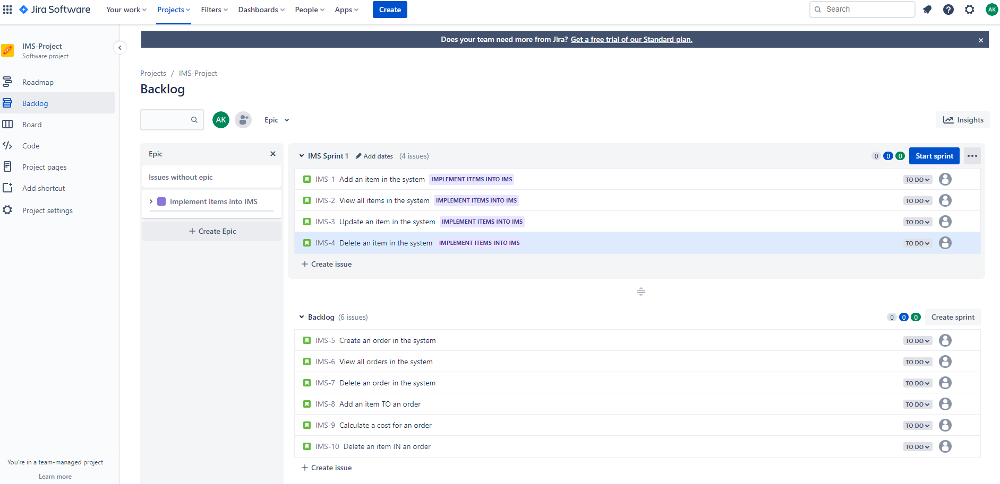 Jira Software Your work Projects Filters Dashboards People Apps Create Search AK
Does your team need more from Jira? Get a free trial of our Standard plan.
IMS-Project
Software project
Roadmap
Backlog
Board
Code
Project pages
Add shortcut
Project settings
You're in a team-managed project
Learn more
Projects / IMS-Project
Backlog
AK Epic Insights
Epic
Issues without epic
Implement items into IMS
Create Epic
IMS Sprint 1 Add dates (4 issues) 0 0 0 Start sprint
IMS-1 Add an item in the system IMPLEMENT ITEMS INTO IMS TO DO
IMS-2 View all items in the system IMPLEMENT ITEMS INTO IMS TO DO
IMS-3 Update an item in the system IMPLEMENT ITEMS INTO IMS TO DO
IMS-4 Delete an item in the system IMPLEMENT ITEMS INTO IMS TO DO
Create issue
Backlog (6 issues) 0 0 0 Create sprint
IMS-5 Create an order in the system TO DO
IMS-6 View all orders in the system TO DO
IMS-7 Delete an order in the system TO DO
IMS-8 Add an item TO an order TO DO
IMS-9 Calculate a cost for an order TO DO
IMS-10 Delete an item IN an order TO DO
Create issue